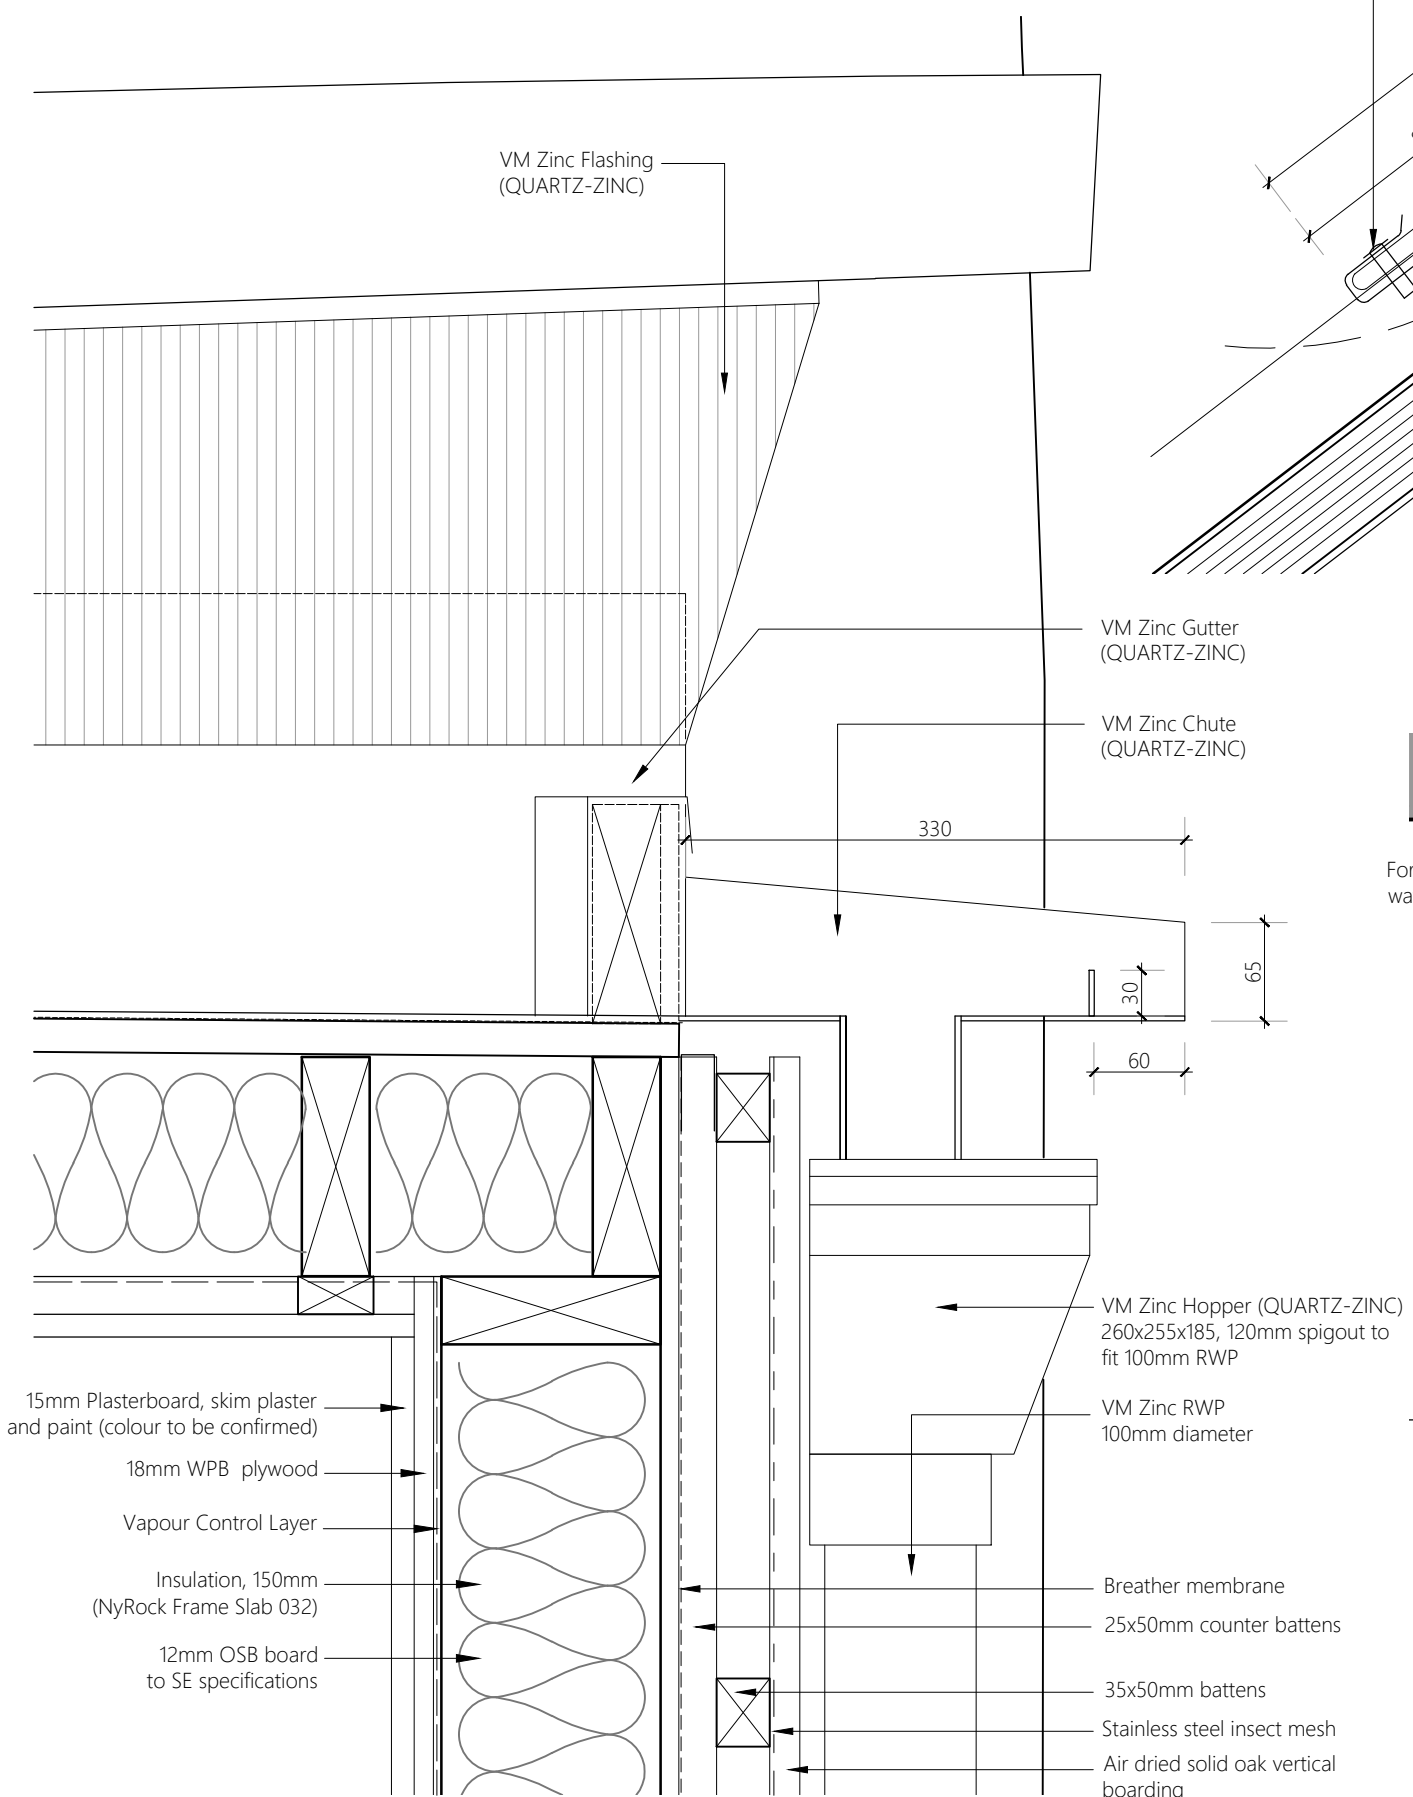 VM Zinc Flashing
(QUARTZ-ZINC)
VM Zinc Gutter
(QUARTZ-ZINC)
VM Zinc Chute
(QUARTZ-ZINC)
330
For
wa
65
30
60
VM Zinc Hopper (QUARTZ-ZINC)
260x255x185, 120mm spigout to
fit 100mm RWP
15mm Plasterboard, skim plaster
and paint (colour to be confirmed)
VM Zinc RWP
100mm diameter
18mm WPB plywood
Vapour Control Layer
Insulation, 150mm
(NyRock Frame Slab 032)
12mm OSB board
to SE specifications
Breather membrane
25x50mm counter battens
35x50mm battens
Stainless steel insect mesh
Air dried solid oak vertical
boarding